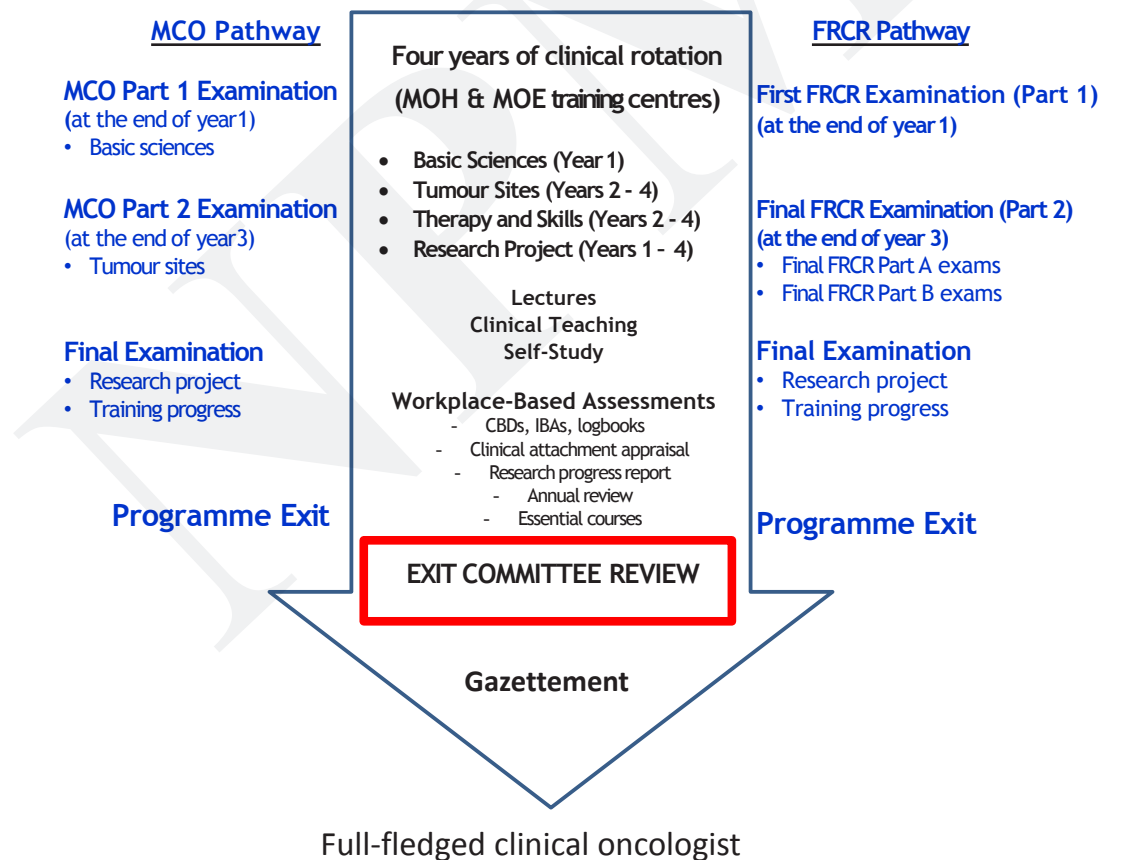 MCO Pathway
MCO Part 1 Examination
(at the end of year1)
• Basic sciences
MCO Part 2 Examination
(at the end of year3)
• Tumour sites
Final Examination
• Research project
• Training progress
Programme Exit
Four years of clinical rotation
(MOH & MOE training centres)
• Basic Sciences (Year 1)
• Tumour Sites (Years 2 - 4)
• Therapy and Skills (Years 2 - 4)
• Research Project (Years 1 – 4)
Lectures
Clinical Teaching
Self-Study
Workplace-Based Assessments
- CBDs, IBAs, logbooks
- Clinical attachment appraisal
- Research progress report
- Annual review
- Essential courses
EXIT COMMITTEE REVIEW
Gazettement
Full-fledged clinical oncologist
FRCR Pathway
First FRCR Examination (Part 1)
(at the end of year 1)
Final FRCR Examination (Part 2)
(at the end of year 3)
• Final FRCR Part A exams
• Final FRCR Part B exams
Final Examination
• Research project
• Training progress
Programme Exit